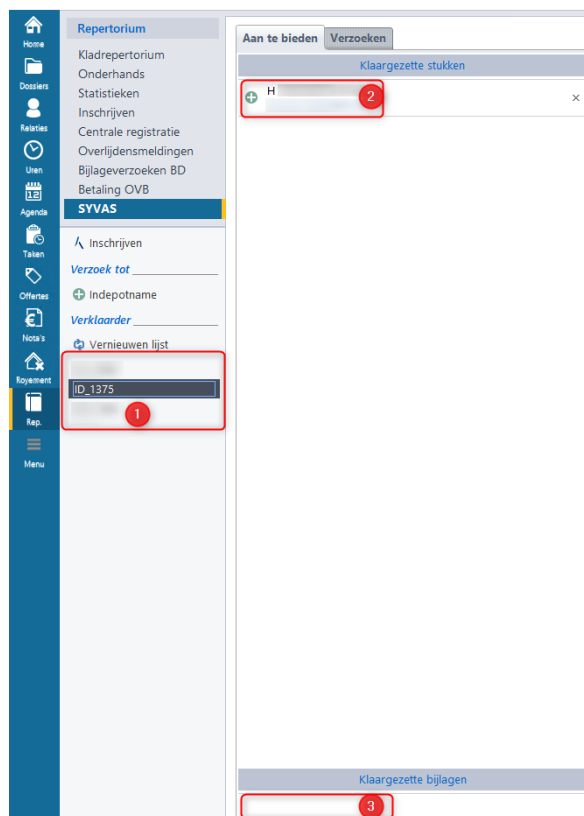 Home
Dossiers
Relaties
Uren
12
Agenda
Taken
Offertes
Nota's
Royement
Rep.
Menu
Repertorium
Kladrepertorium
Onderhands
Statistieken
Inschrijven
Centrale registratie
Overlijdensmeldingen
Bijlageverzoeken BD
Betaling OVB
SYVAS
Inschrijven
Verzoek tot
Indepotname
Verklaarder
Vernieuwen lijst
ID_1375
1
Aan te bieden Verzoeken
Klaargezette stukken
H
2
Klaargezette bijlagen
3